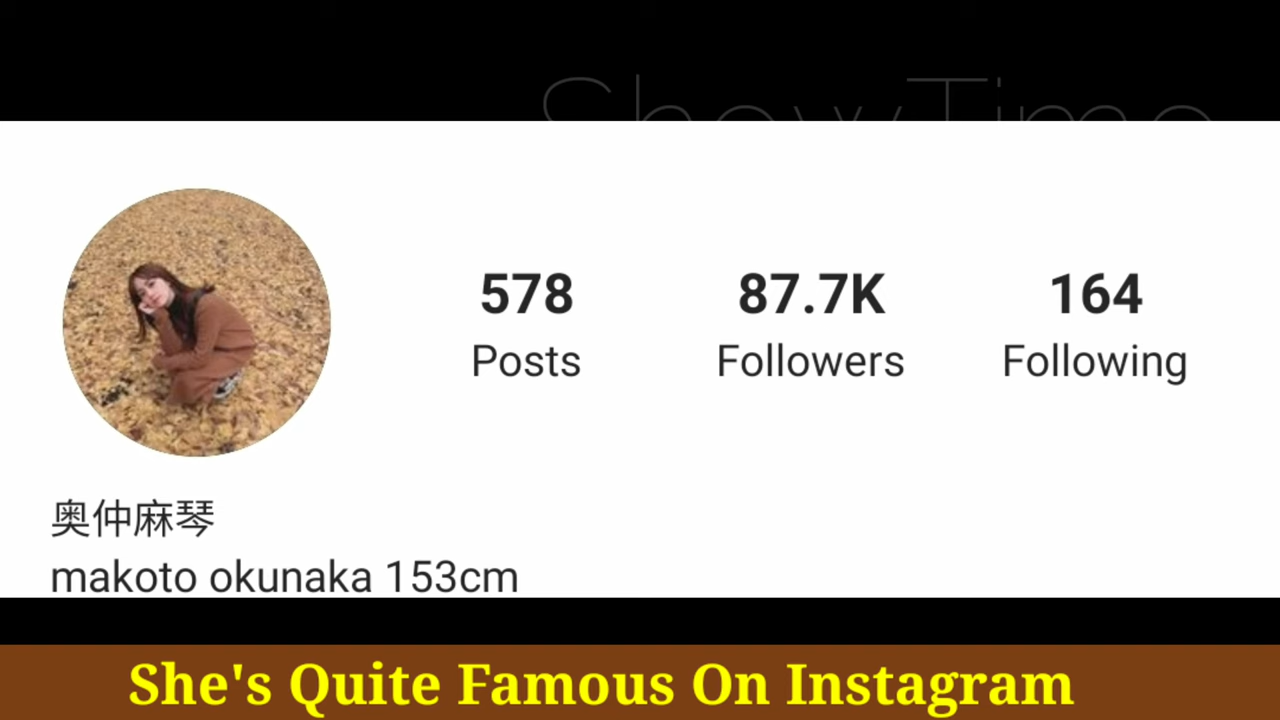 ShowTime
578 87.7K 164
Posts Followers Following
奥仲麻琴
makoto okunaka 153cm
She's Quite Famous On Instagram